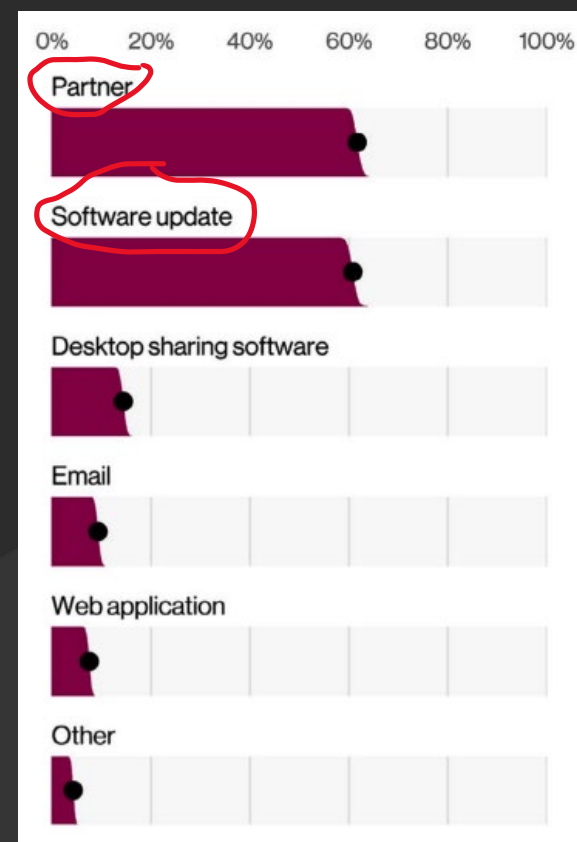 0% 20% 40% 60% 80% 100%
Partner
Software update
Desktop sharing software
Email
Web application
Other